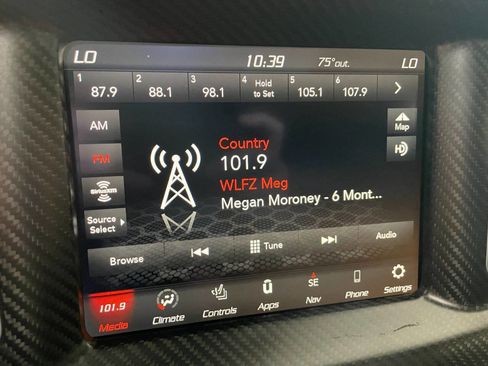 LO 10:39 75°out. LO
1 2 3 4 5 6
87.9 88.1 98.1 Hold to Set 105.1 107.9
AM
Map
Country
FM
101.9
HD
WLFZ Meg
SiriusXM
Megan Moroney - 6 Mont...
Source Select
Browse Tune Audio
101.9 SE
Media Climate Controls Apps Nav Phone Settings